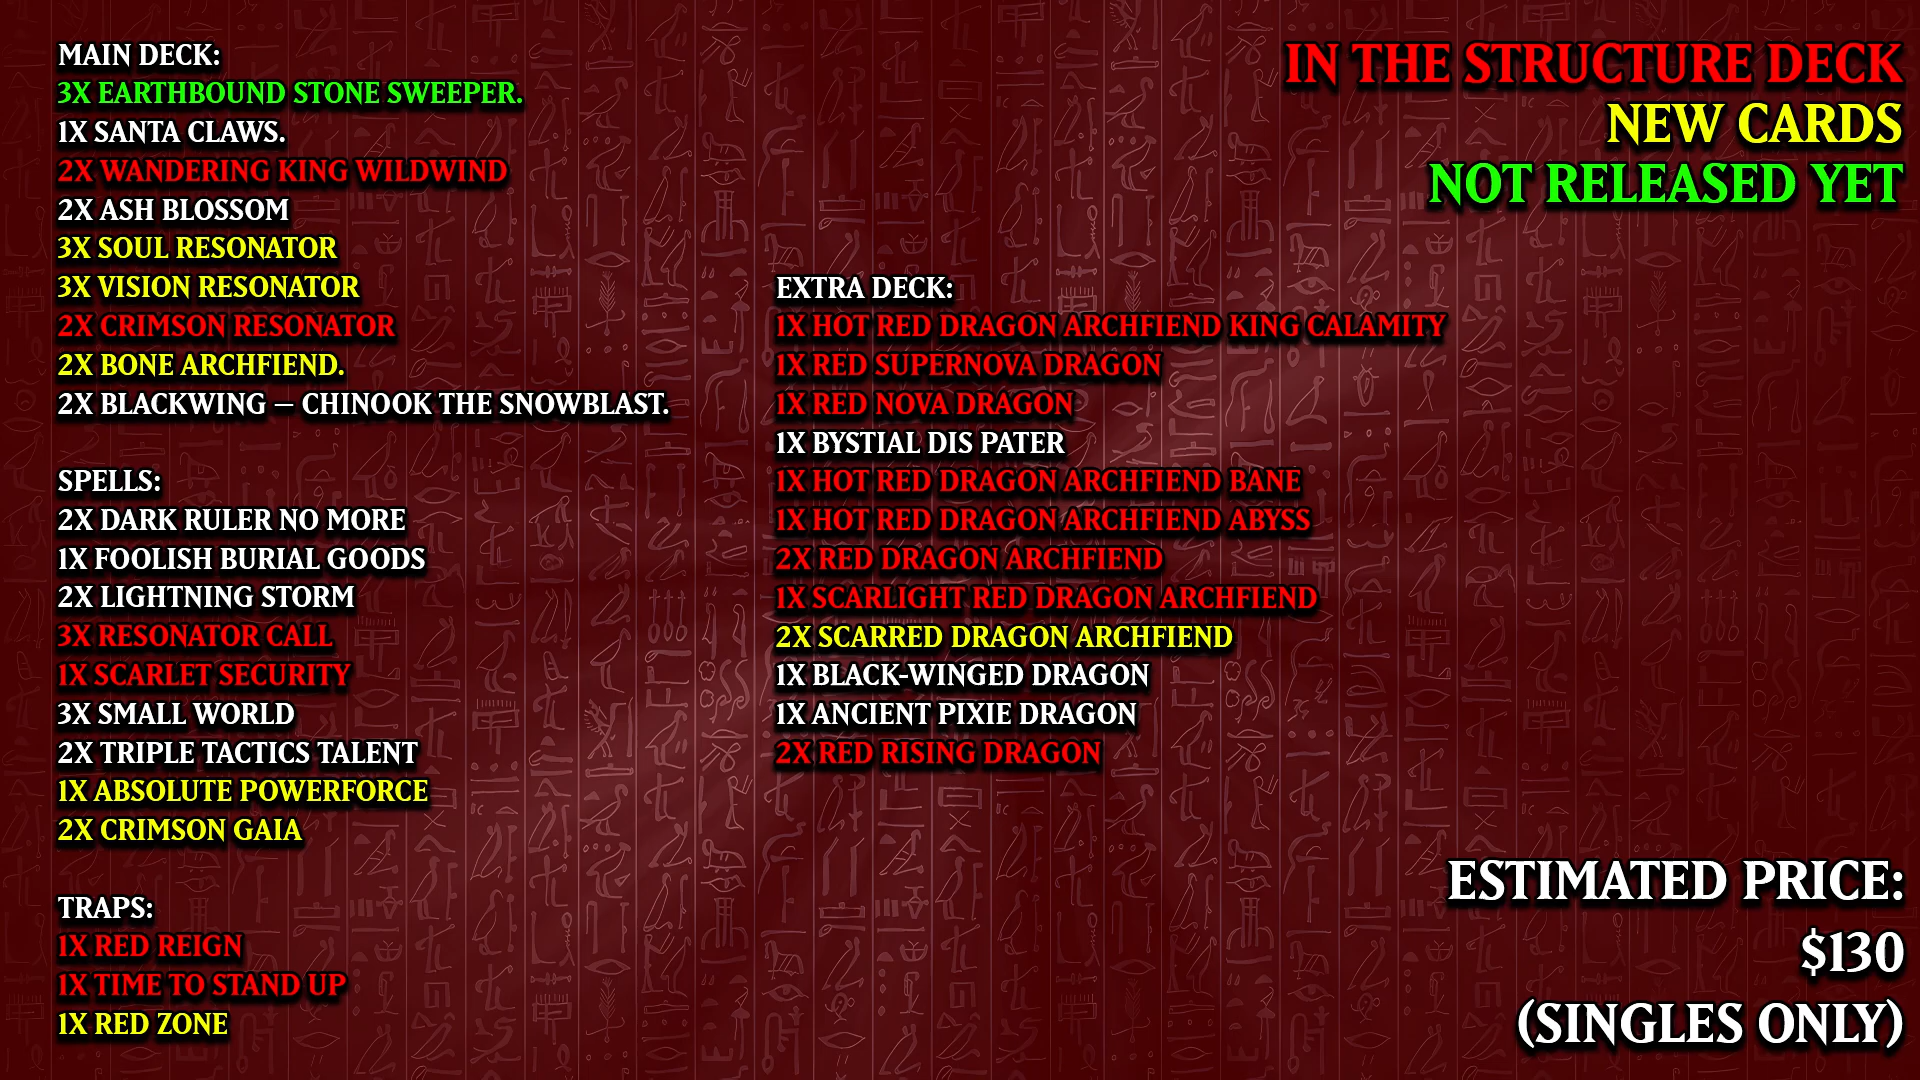 MAIN DECK:
3X EARTHBOUND STONE SWEEPER.
1X SANTA CLAWS.
2X WANDERING KING WILDWIND
2X ASH BLOSSOM
3X SOUL RESONATOR
3X VISION RESONATOR
2X CRIMSON RESONATOR
2X BONE ARCHFIEND.
2X BLACKWING – CHINOOK THE SNOWBLAST.
SPELLS:
2X DARK RULER NO MORE
1X FOOLISH BURIAL GOODS
2X LIGHTNING STORM
3X RESONATOR CALL
1X SCARLET SECURITY
3X SMALL WORLD
2X TRIPLE TACTICS TALENT
1X ABSOLUTE POWERFORCE
2X CRIMSON GAIA
TRAPS:
1X RED REIGN
1X TIME TO STAND UP
1X RED ZONE
EXTRA DECK:
1X HOT RED DRAGON ARCHFIEND KING CALAMITY
1X RED SUPERNOVA DRAGON
1X RED NOVA DRAGON
1X BYSTIAL DIS PATER
1X HOT RED DRAGON ARCHFIEND BANE
1X HOT RED DRAGON ARCHFIEND ABYSS
2X RED DRAGON ARCHFIEND
1X SCARLIGHT RED DRAGON ARCHFIEND
2X SCARRED DRAGON ARCHFIEND
1X BLACK-WINGED DRAGON
1X ANCIENT PIXIE DRAGON
2X RED RISING DRAGON
IN THE STRUCTURE DECK
NEW CARDS
NOT RELEASED YET
ESTIMATED PRICE:
$130
(SINGLES ONLY)